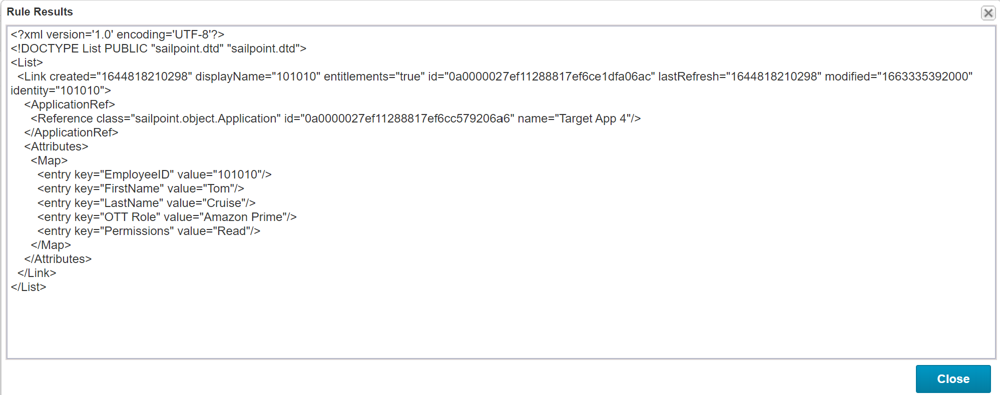 Rule Results
<?xml version='1.0' encoding='UTF-8'?>
<!DOCTYPE List PUBLIC "sailpoint.dtd" "sailpoint.dtd">
<List>
<Link created="1644818210298" displayName="101010" entitlements="true" id="0a0000027ef11288817ef6ce1dfa06ac" lastRefresh="1644818210298" modified="1663335392000"
identity="101010">
<ApplicationRef>
<Reference class="sailpoint.object.Application" id="0a0000027ef11288817ef6cc579206a6" name="Target App 4"/>
</ApplicationRef>
<Attributes>
<Map>
<entry key="EmployeeID" value="101010"/>
<entry key="FirstName" value="Tom"/>
<entry key="LastName" value="Cruise"/>
<entry key="OTT Role" value="Amazon Prime"/>
<entry key="Permissions" value="Read"/>
</Map>
</Attributes>
</Link>
</List>
Close